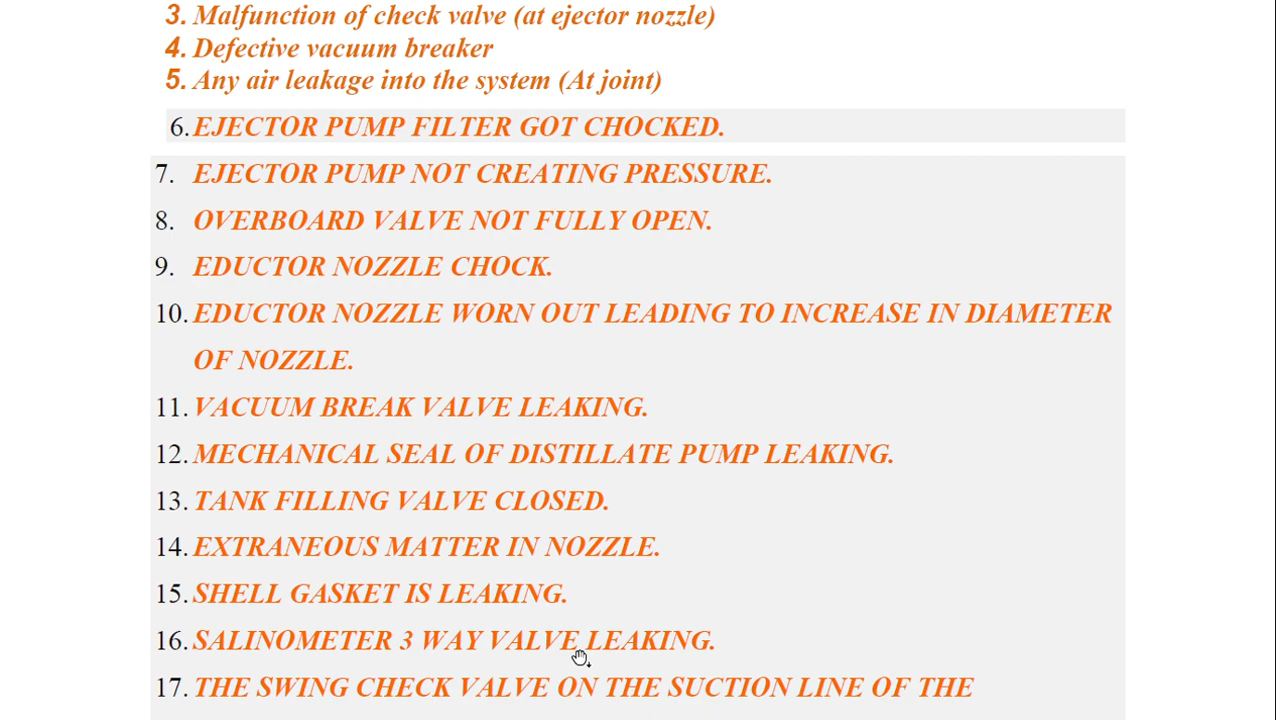 3. Malfunction of check valve (at ejector nozzle)
4. Defective vacuum breaker
5. Any air leakage into the system (At joint)
6. EJECTOR PUMP FILTER GOT CHOCKED.
7. EJECTOR PUMP NOT CREATING PRESSURE.
8. OVERBOARD VALVE NOT FULLY OPEN.
9. EDUCTOR NOZZLE CHOCK.
10. EDUCTOR NOZZLE WORN OUT LEADING TO INCREASE IN DIAMETER
OF NOZZLE.
11. VACUUM BREAK VALVE LEAKING.
12. MECHANICAL SEAL OF DISTILLATE PUMP LEAKING.
13. TANK FILLING VALVE CLOSED.
14. EXTRANEOUS MATTER IN NOZZLE.
15. SHELL GASKET IS LEAKING.
16. SALINOMETER 3 WAY VALVE LEAKING.
17. THE SWING CHECK VALVE ON THE SUCTION LINE OF THE